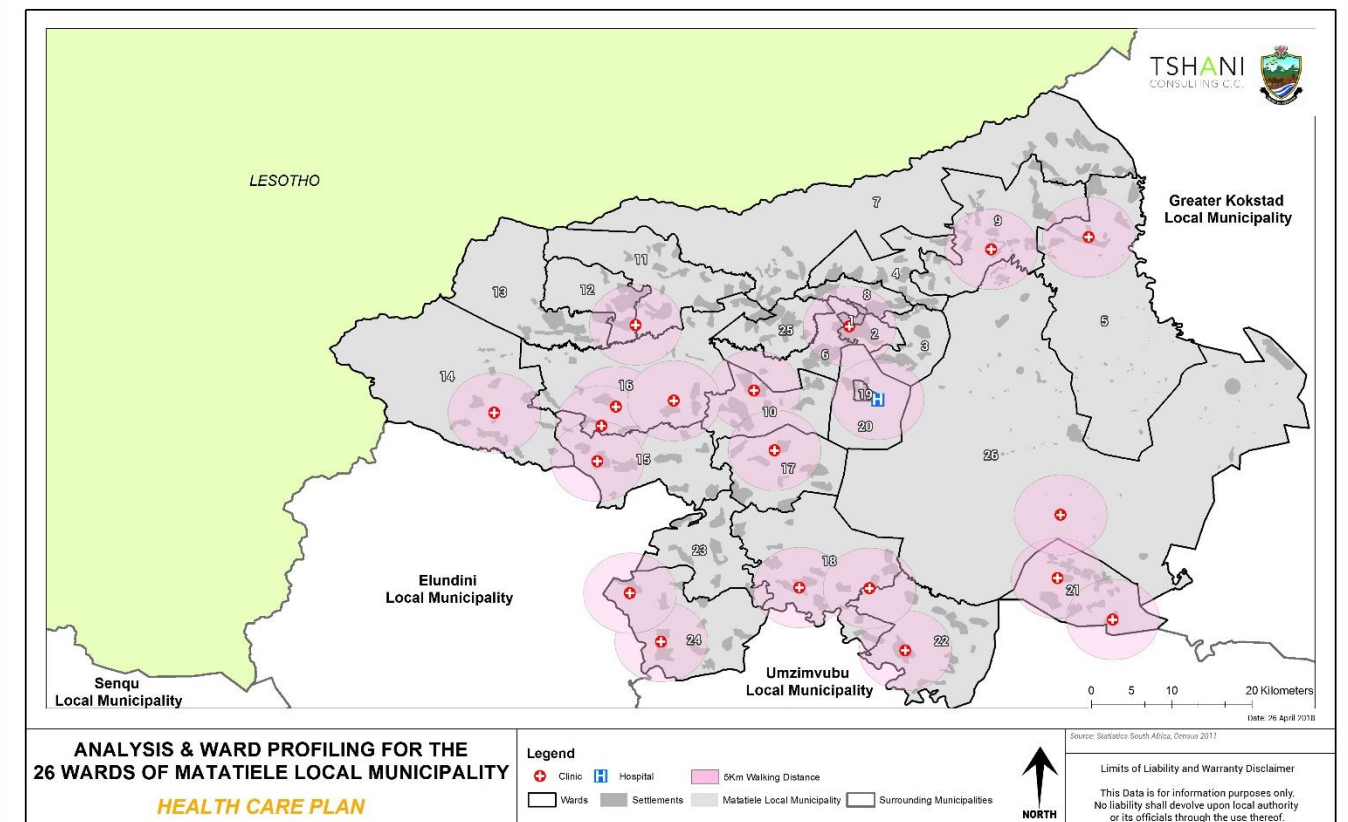 TSHANI
CONSULTING C.C.
LESOTHO
Greater Kokstad
Local Municipality
7
9
11
4
12
13
8
1
2
25
3
5
6
14
16
19
10
20
15
17
26
23
18
21
24
22
Elundini
Local Municipality
Umzimvubu
Local Municipality
Senqu
Local Municipality
0 5 10 20 Kilometers
Date: 26 April 2018
ANALYSIS & WARD PROFILING FOR THE
26 WARDS OF MATATIELE LOCAL MUNICIPALITY
HEALTH CARE PLAN
Legend
Clinic H Hospital 5Km Walking Distance
Wards Settlements Matatiele Local Municipality Surrounding Municipalities
NORTH
Source: Statistics South Africa, Census 2011
Limits of Liability and Warranty Disclaimer
This Data is for information purposes only.
No liability shall devolve upon local authority
or its officials through the use thereof.